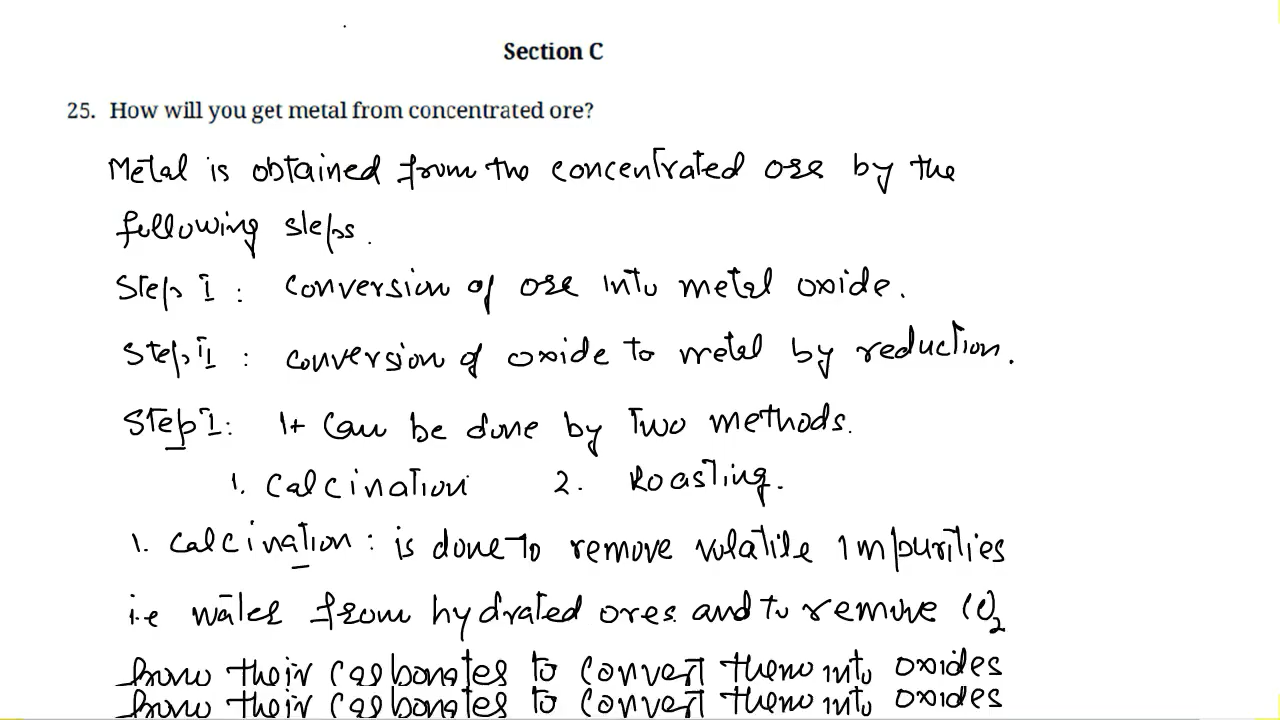 Section C
25. How will you get metal from concentrated ore?
Metal is obtained from the concentrated ore by the
following steps.
Step I : conversion of ore into metal oxide.
Step II : conversion of oxide to metal by reduction.
Step I : It can be done by two methods.
1. Calcination 2. Roasting.
1. Calcination : is done to remove volatile impurities
i.e water from hydrated ores. and to remove CO2
from their carbonates to convert them into oxides
from their carbonates to convert them into oxides